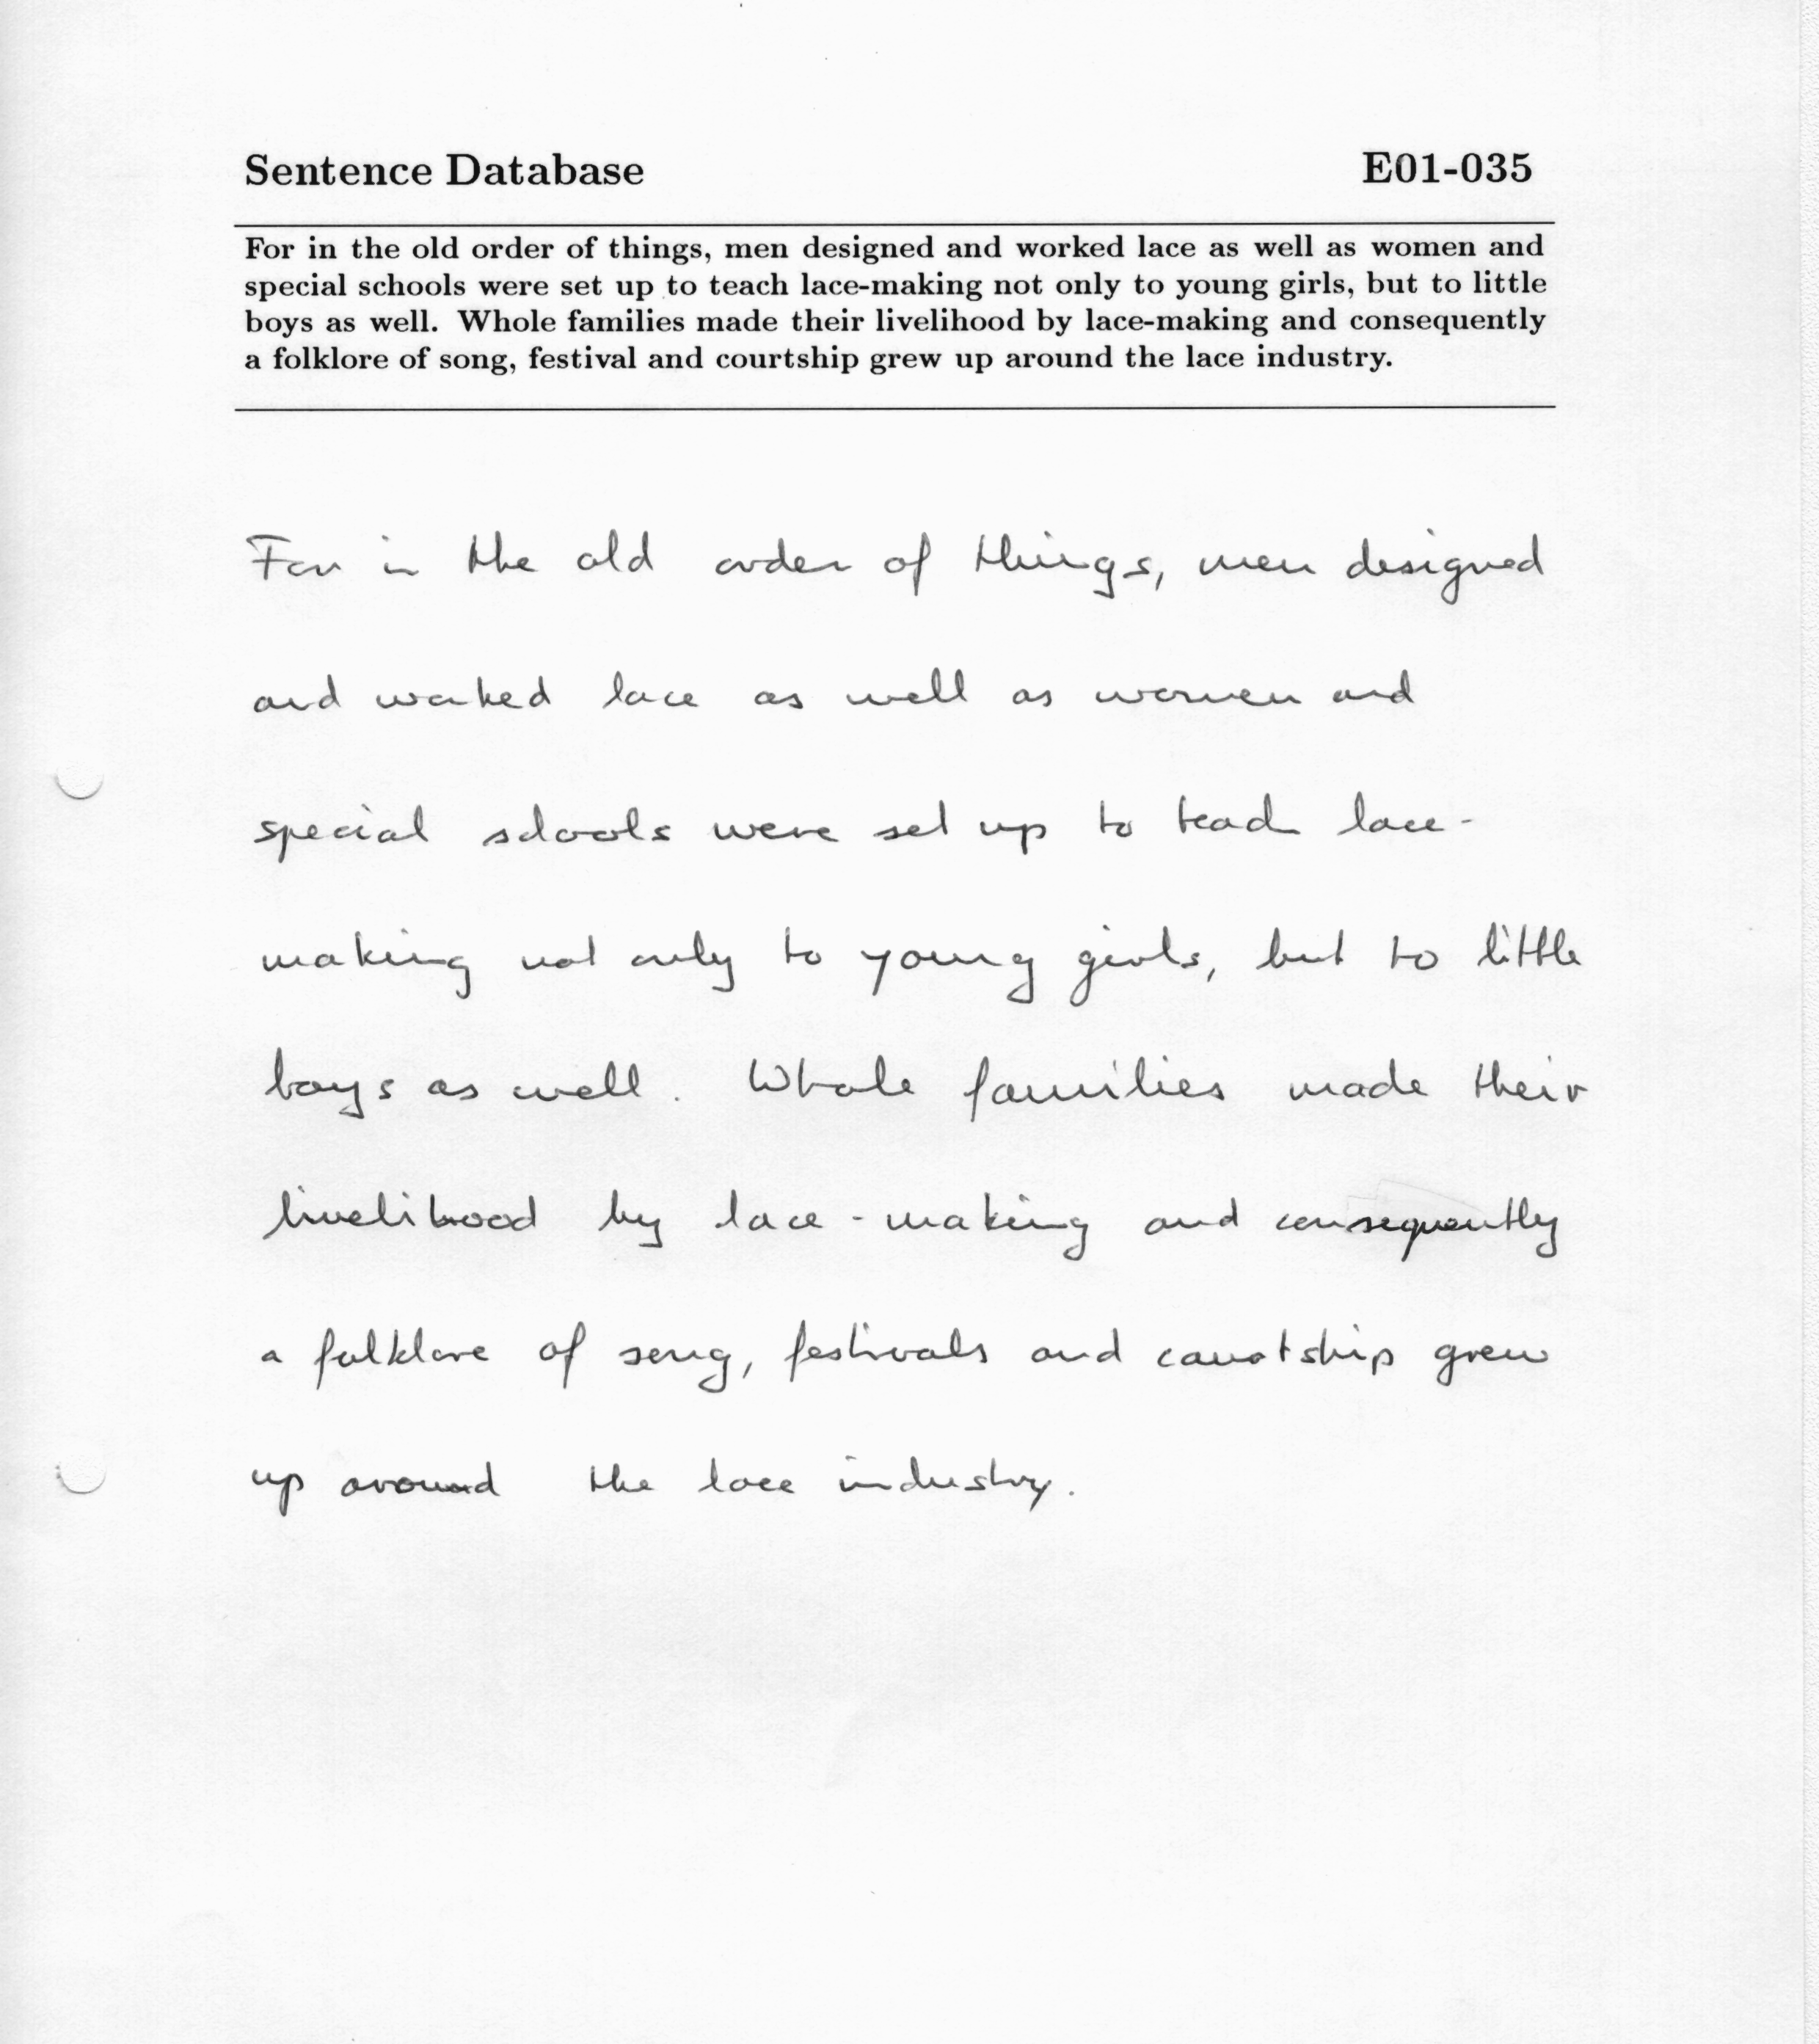 Sentence Database E01-035
For in the old order of things, men designed and worked lace as well as women and
special schools were set up to teach lace-making not only to young girls, but to little
boys as well. Whole families made their livelihood by lace-making and consequently
a folklore of song, festival and courtship grew up around the lace industry.
For in the old order of things, men designed
and worked lace as well as women and
special schools were set up to teach lace-
making not only to young girls, but to little
boys as well. Whole families made their
livelihood by lace-making and consequently
a folklore of song, festivals and courtship grew
up around the lace industry.